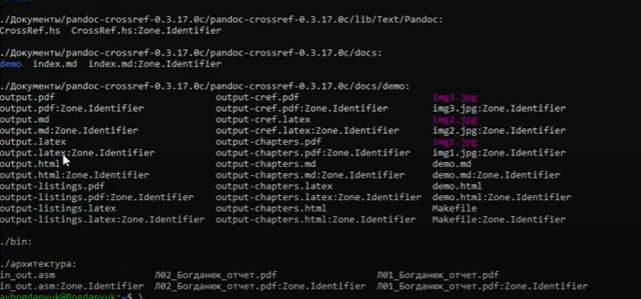 ./Документы/pandoc-crossref-0.3.17.0c/pandoc-crossref-0.3.17.0c/lib/Text/Pandoc:
CrossRef.hs CrossRef.hs:Zone.Identifier
./Документы/pandoc-crossref-0.3.17.0c/pandoc-crossref-0.3.17.0c/docs:
demo index.md index.md:Zone.Identifier
./Документы/pandoc-crossref-0.3.17.0c/pandoc-crossref-0.3.17.0c/docs/demo:
output.pdf output-cref.pdf img3.jpg
output.pdf:Zone.Identifier output-cref.pdf:Zone.Identifier img3.jpg:Zone.Identifier
output.md output-cref.latex img2.jpg
output.md:Zone.Identifier output-cref.latex:Zone.Identifier img2.jpg:Zone.Identifier
output.latex output-chapters.pdf img1.jpg
output.latex:Zone.Identifier output-chapters.pdf:Zone.Identifier img1.jpg:Zone.Identifier
output.html output-chapters.md demo.md
output.html:Zone.Identifier output-chapters.md:Zone.Identifier demo.md:Zone.Identifier
output-listings.pdf output-chapters.latex demo.html
output-listings.pdf:Zone.Identifier output-chapters.latex:Zone.Identifier demo.html:Zone.Identifier
output-listings.latex output-chapters.html Makefile
output-listings.latex:Zone.Identifier output-chapters.html:Zone.Identifier Makefile:Zone.Identifier
./bin:
./архитектура:
in_out.asm Л02_Богданюк_отчет.pdf Л01_Богданюк_отчет.pdf
in_out.asm:Zone.Identifier Л02_Богданюк_отчет.pdf:Zone.Identifier Л01_Богданюк_отчет.pdf:Zone.Identifier
avbogdanyuk@Bogdanyuk:~$ \